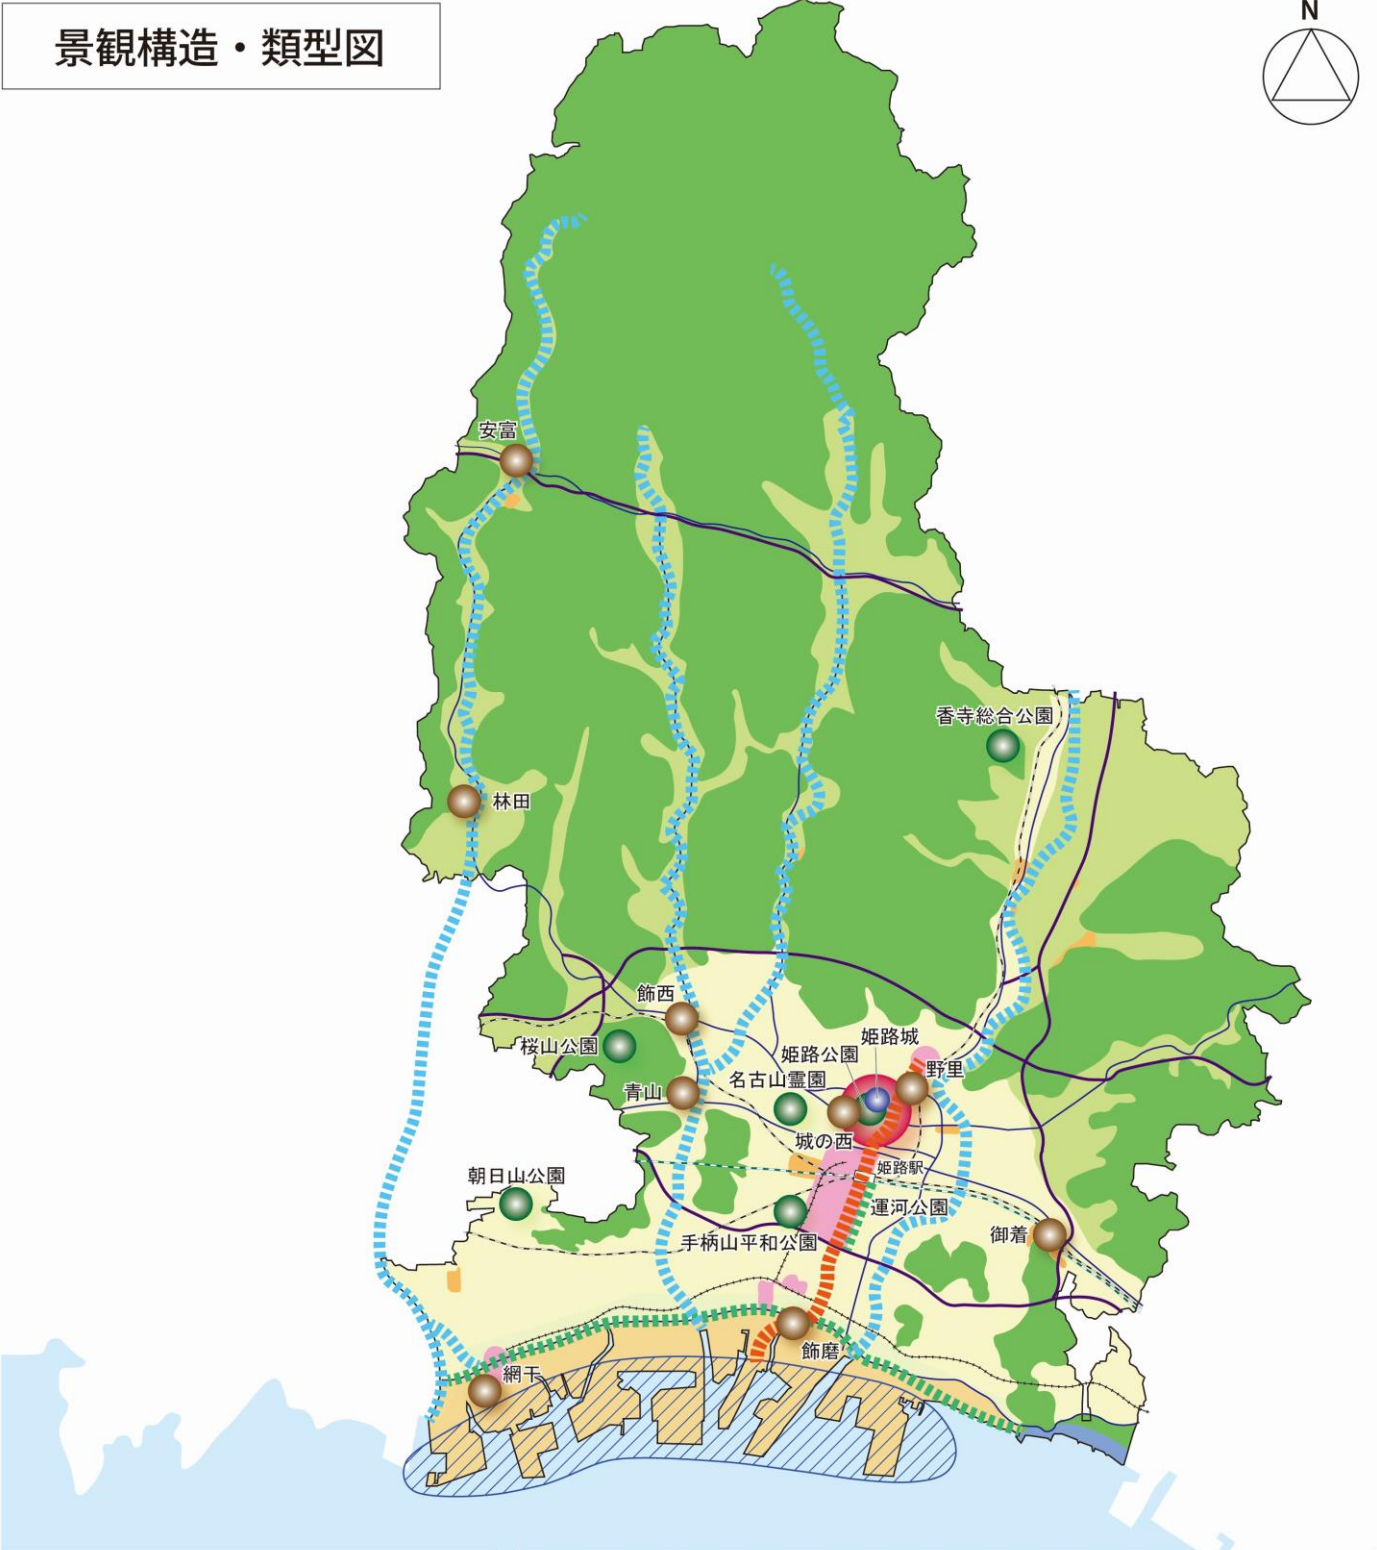 景観構造・類型図
N
安富
香寺総合公園
林田
飾西
桜山公園
姫路城
姫路公園
野里
名古山霊園
青山
城の西
姫路駅
朝日山公園
運河公園
御着
手柄山平和公園
飾磨
網干